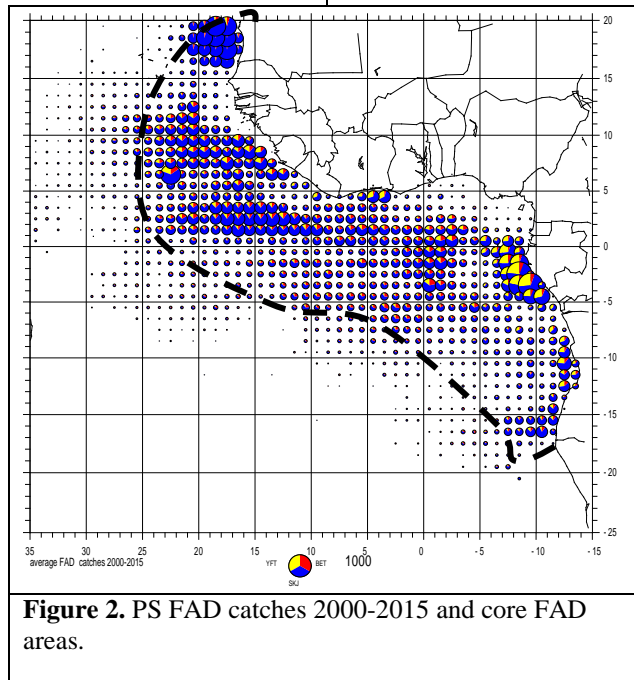 20
15
10
5
0
-5
-10
-15
-20
-25
35 30 25 20 15 10 5 0 -5 -10 -15
average FAD catches 2000-2015 YFT BET 1000
SKJ
Figure 2. PS FAD catches 2000-2015 and core FAD
areas.